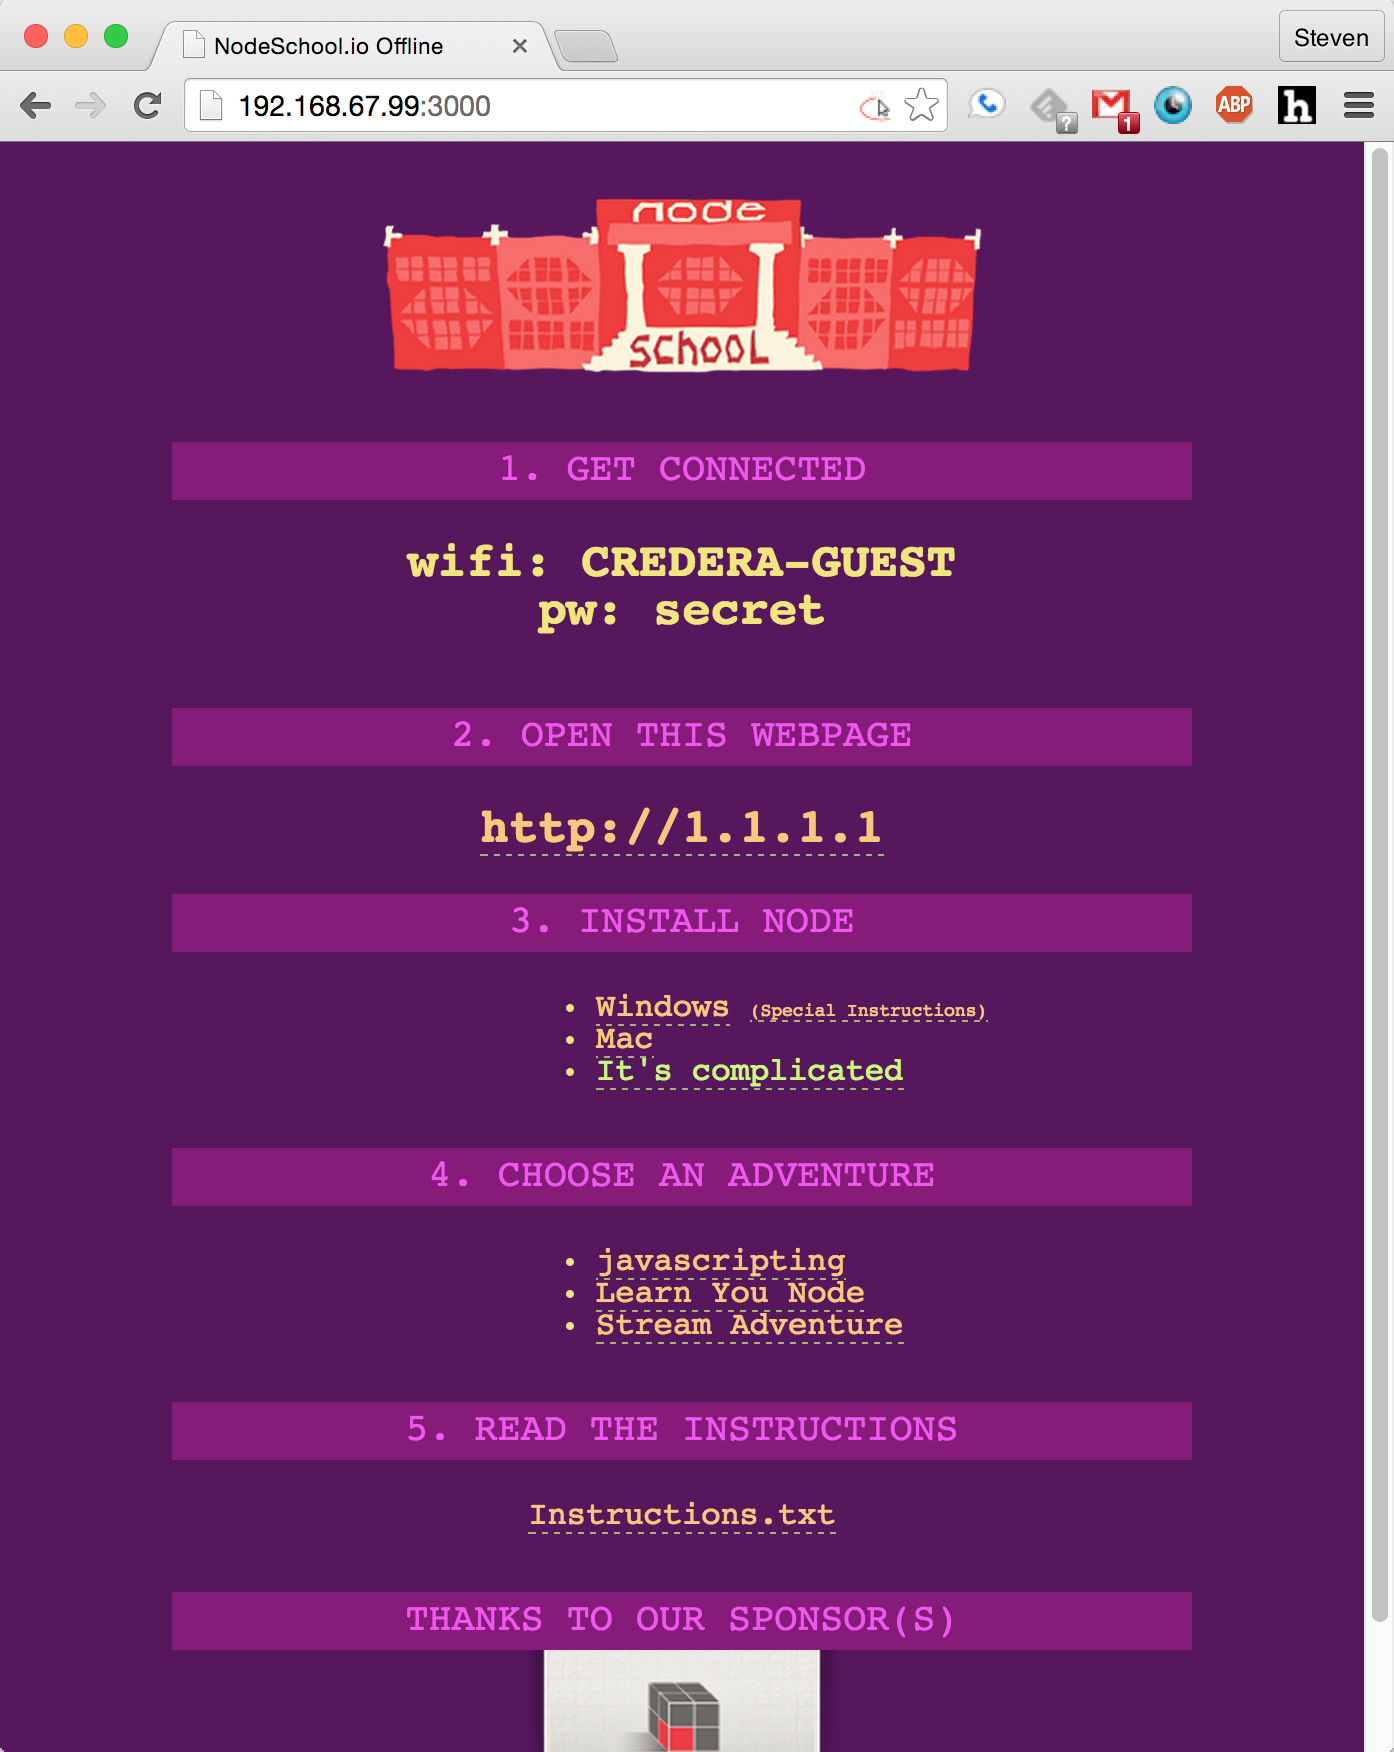 NodeSchool.io Offline
Steven
192.168.67.99:3000
?
1
ABP
h
node
SCHOOL
1. GET CONNECTED
wifi: CREDERA-GUEST
pw: secret
2. OPEN THIS WEBPAGE
http://1.1.1.1
3. INSTALL NODE
• Windows (Special Instructions)
• Mac
• It's complicated
4. CHOOSE AN ADVENTURE
• javascripting
• Learn You Node
• Stream Adventure
5. READ THE INSTRUCTIONS
Instructions.txt
THANKS TO OUR SPONSOR(S)